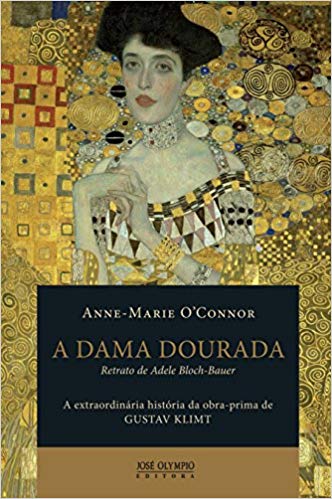 ANNE-MARIE O'CONNOR
A DAMA DOURADA
Retrato de Adele Bloch-Bauer
A extraordinária história da obra-prima de
GUSTAV KLIMT
JOSÉ OLYMPIO
EDITORA